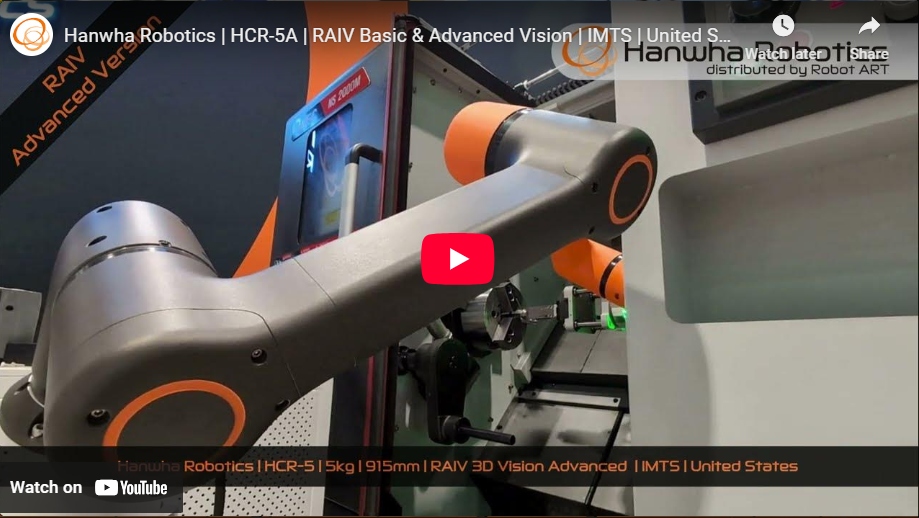 Hanwha Robotics | HCR-5A | RAIV Basic & Advanced Vision | IMTS | United S...
Watch later
Share
Hanwha Robotics
distributed by Robot ART
RAIV
Advanced Version
MS 2000M
Hanwha Robotics | HCR-5 | 5kg | 915mm | RAIV 3D Vision Advanced | IMTS | United States
Watch on YouTube